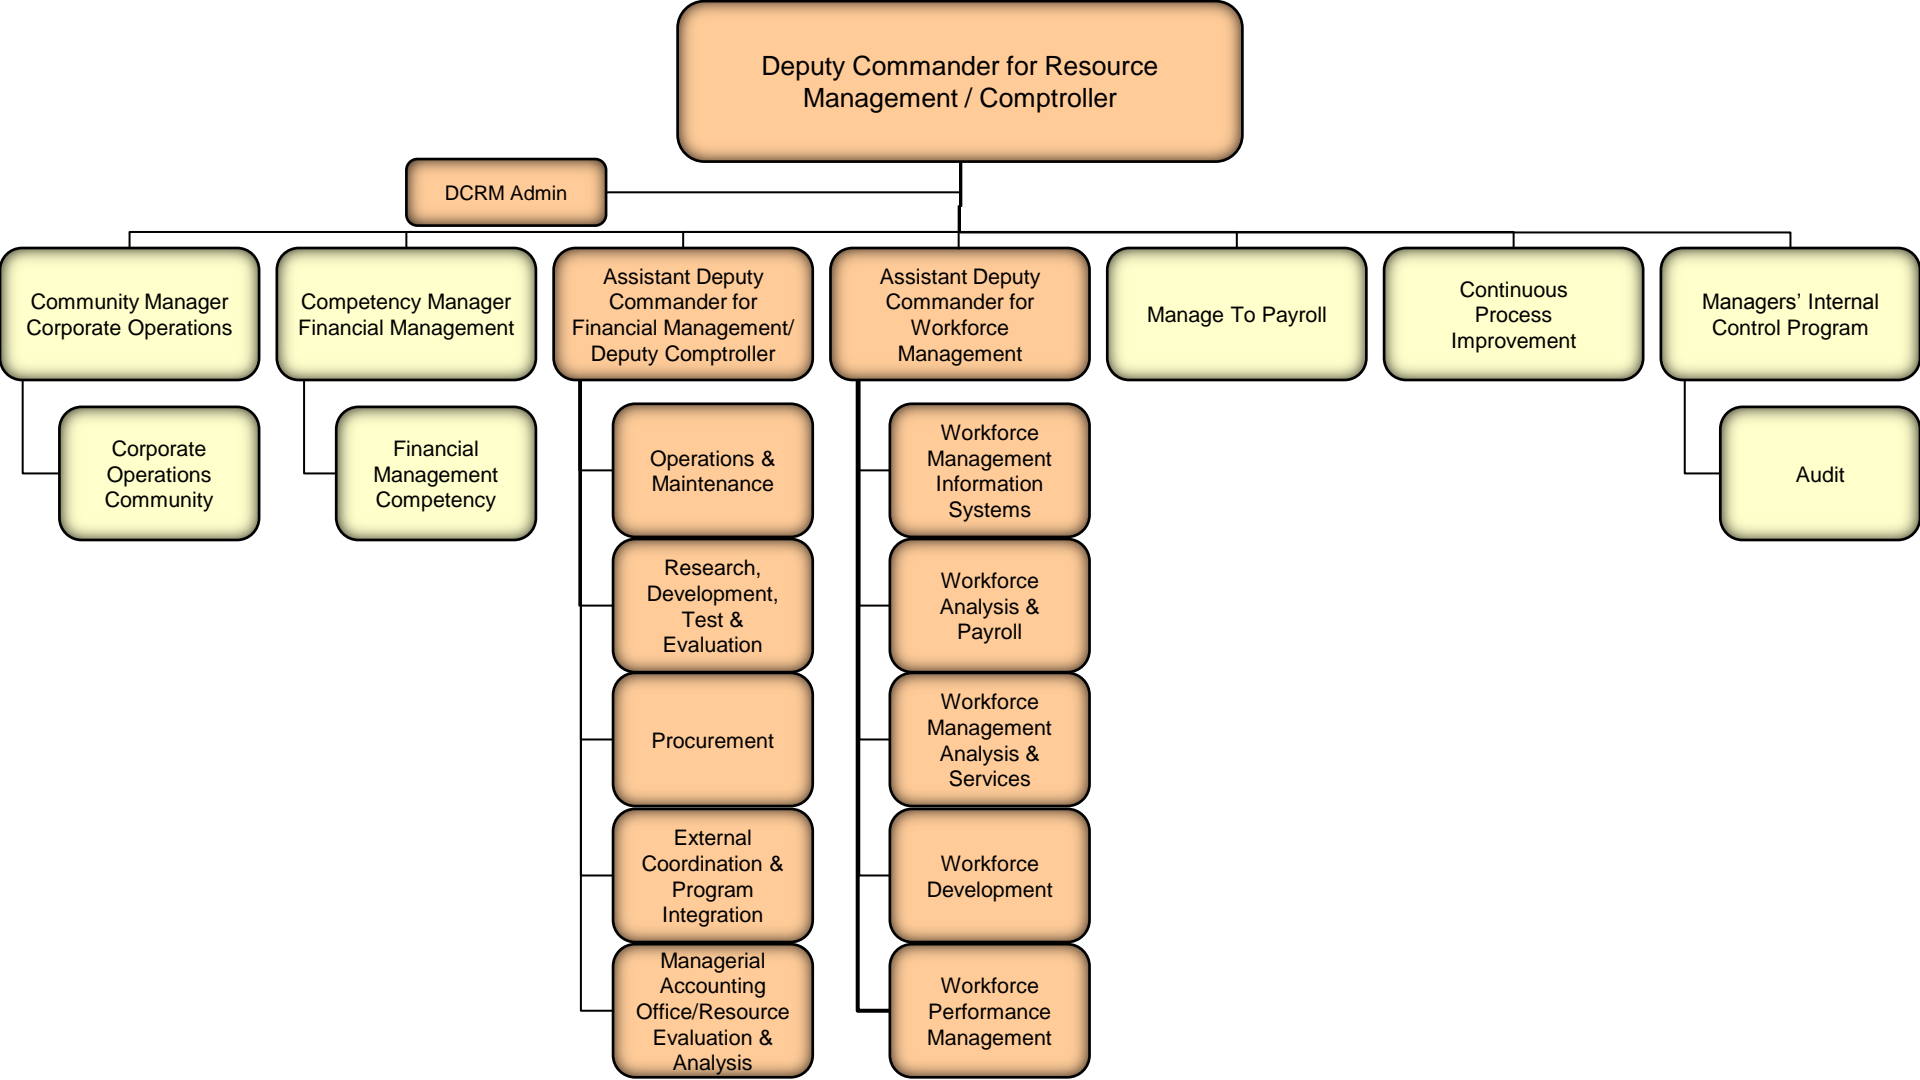 Deputy Commander for Resource
Management / Comptroller
DCRM Admin
Community Manager
Corporate Operations
Competency Manager
Financial Management
Assistant Deputy
Commander for
Financial Management/
Deputy Comptroller
Assistant Deputy
Commander for
Workforce
Management
Manage To Payroll
Continuous
Process
Improvement
Managers’ Internal
Control Program
Corporate
Operations
Community
Financial
Management
Competency
Operations &
Maintenance
Workforce
Management
Information
Systems
Audit
Research,
Development,
Test &
Evaluation
Workforce
Analysis &
Payroll
Procurement
Workforce
Management
Analysis &
Services
External
Coordination &
Program
Integration
Workforce
Development
Managerial
Accounting
Office/Resource
Evaluation &
Analysis
Workforce
Performance
Management